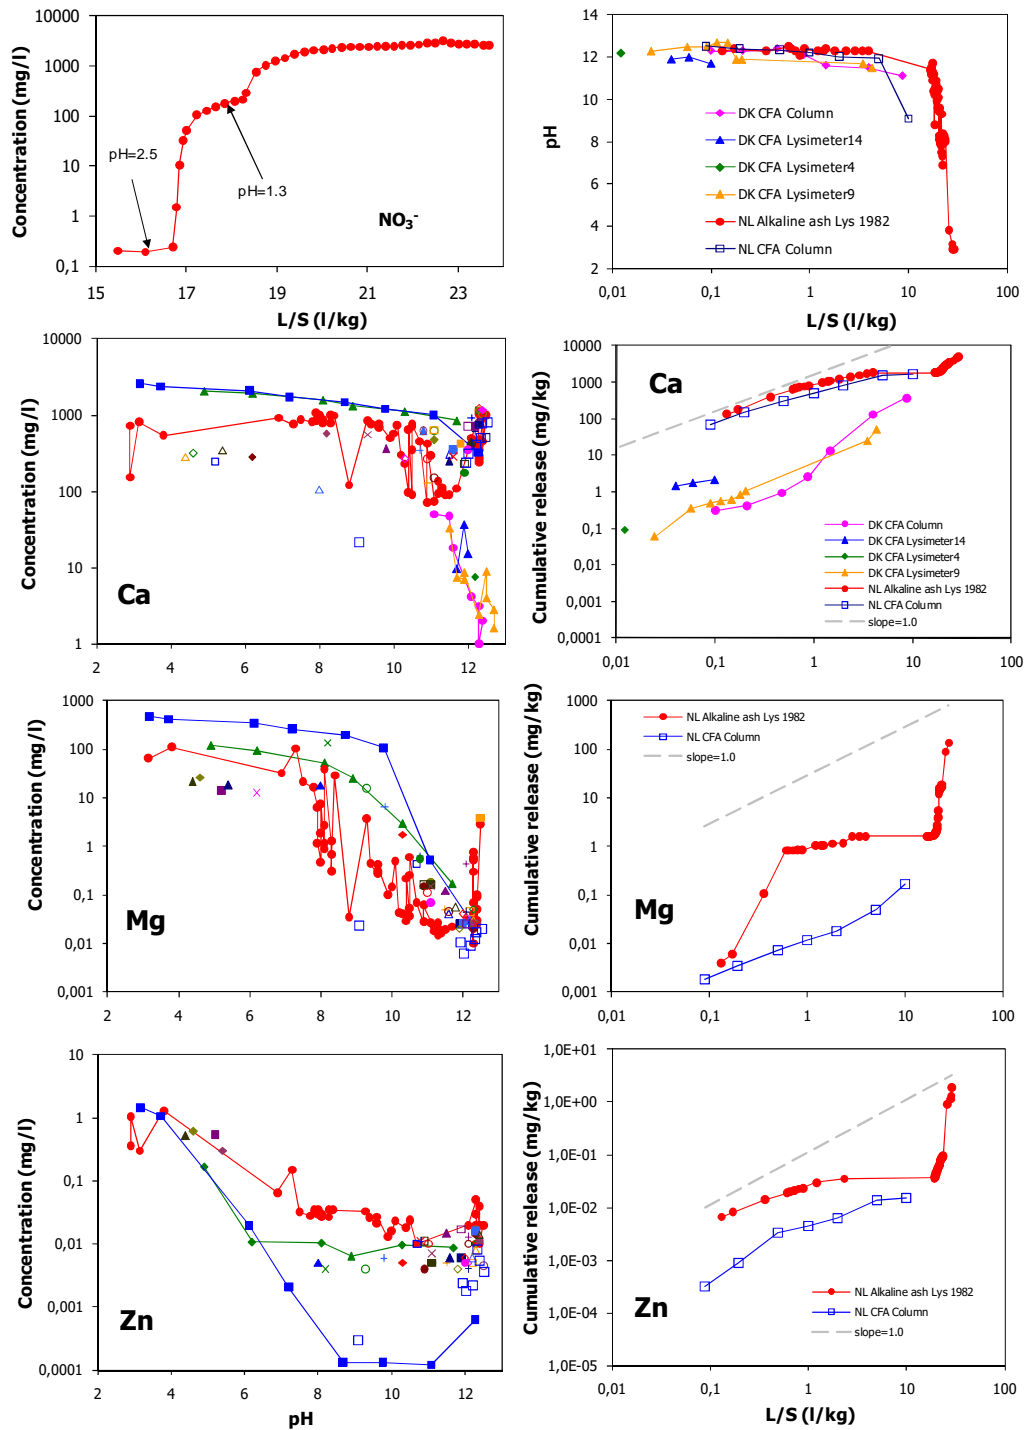 Concentration (mg/l)
10000
1000
100
10
1
0,1
pH=2.5
pH=1.3
NO₃⁻
15
17
19
21
23
L/S (l/kg)
pH
14
12
10
8
6
4
2
DK CFA Column
DK CFA Lysimeter14
DK CFA Lysimeter4
DK CFA Lysimeter9
NL Alkaline ash Lys 1982
NL CFA Column
0,01
0,1
1
10
100
L/S (l/kg)
Concentration (mg/l)
10000
1000
100
10
1
Ca
2
4
6
8
10
12
Cumulative release (mg/kg)
10000
1000
100
10
1
0,1
0,01
0,001
0,0001
Ca
DK CFA Column
DK CFA Lysimeter14
DK CFA Lysimeter4
DK CFA Lysimeter9
NL Alkaline ash Lys 1982
NL CFA Column
slope=1.0
0,01
0,1
1
10
100
Concentration (mg/l)
1000
100
10
1
0,1
0,01
0,001
Mg
2
4
6
8
10
12
Cumulative release (mg/kg)
1000
100
10
1
0,1
0,01
0,001
NL Alkaline ash Lys 1982
NL CFA Column
slope=1.0
Mg
0,01
0,1
1
10
100
Concentration (mg/l)
10
1
0,1
0,01
0,001
0,0001
Zn
2
4
6
8
10
12
pH
Cumulative release (mg/kg)
1,0E+01
1,0E+00
1,0E-01
1,0E-02
1,0E-03
1,0E-04
1,0E-05
NL Alkaline ash Lys 1982
NL CFA Column
slope=1.0
Zn
0,01
0,1
1
10
100
L/S (l/kg)